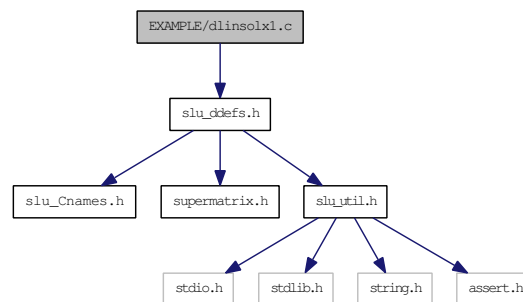 EXAMPLE/dlinsolx1.c
slu_ddefs.h
slu_Cnames.h
supermatrix.h
slu_util.h
stdio.h
stdlib.h
string.h
assert.h